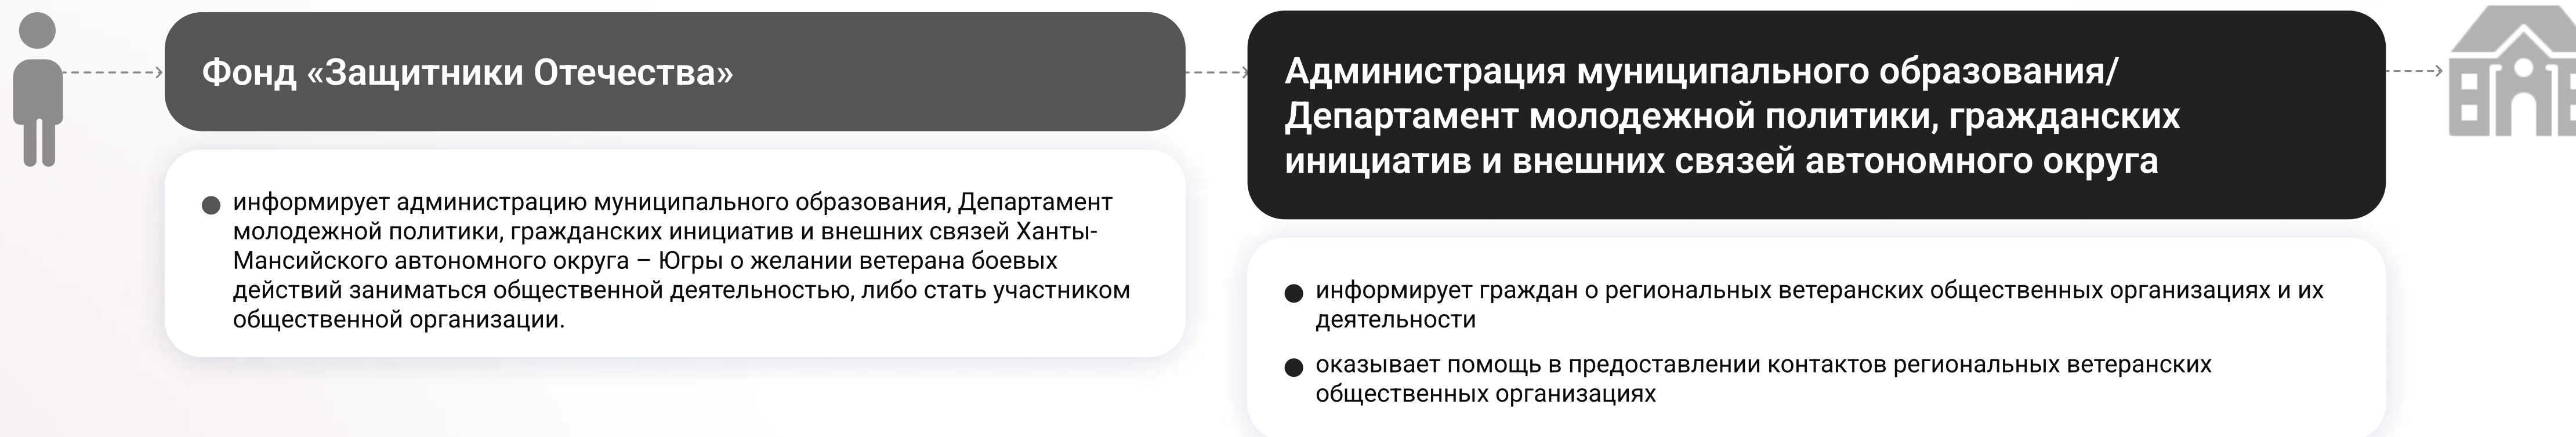 Фонд «Защитники Отечества»
информирует администрацию муниципального образования, Департамент
молодежной политики, гражданских инициатив и внешних связей Ханты-
Мансийского автономного округа – Югры о желании ветерана боевых
действий заниматься общественной деятельностью, либо стать участником
общественной организации.
Администрация муниципального образования/
Департамент молодежной политики, гражданских
инициатив и внешних связей автономного округа
информирует граждан о региональных ветеранских общественных организациях и их
деятельности
оказывает помощь в предоставлении контактов региональных ветеранских
общественных организациях